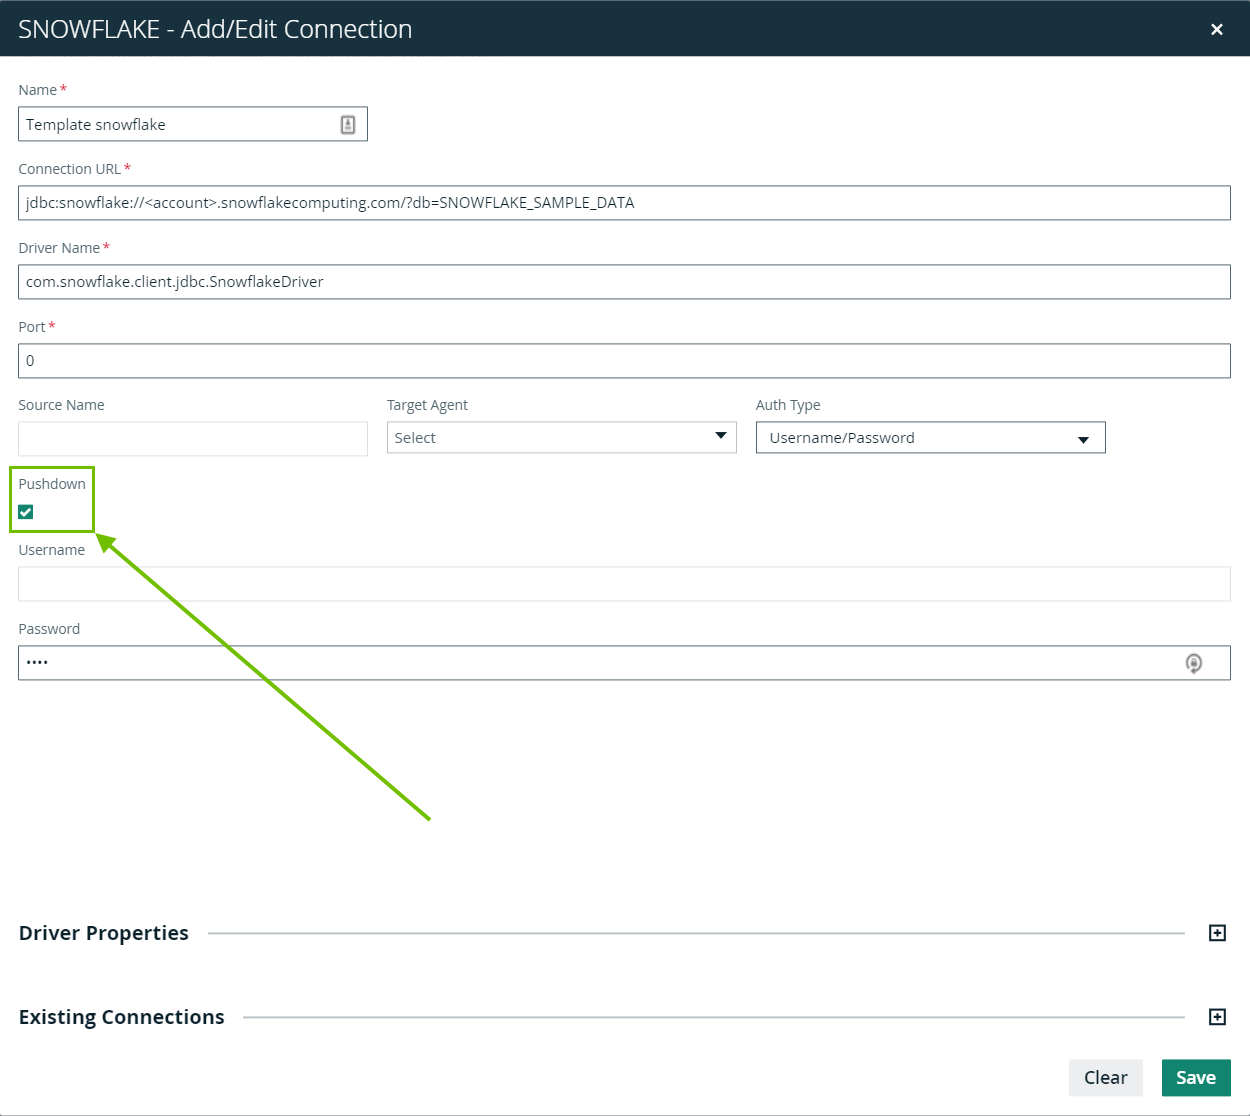 SNOWFLAKE - Add/Edit Connection
Name*
Template snowflake
Connection URL*
jdbc:snowflake://<account>.snowflakecomputing.com/?db=SNOWFLAKE_SAMPLE_DATA
Driver Name*
com.snowflake.client.jdbc.SnowflakeDriver
Port*
0
Source Name Target Agent Auth Type
Select Username/Password
Pushdown
Username
Password
••••
Driver Properties
Existing Connections
Clear Save